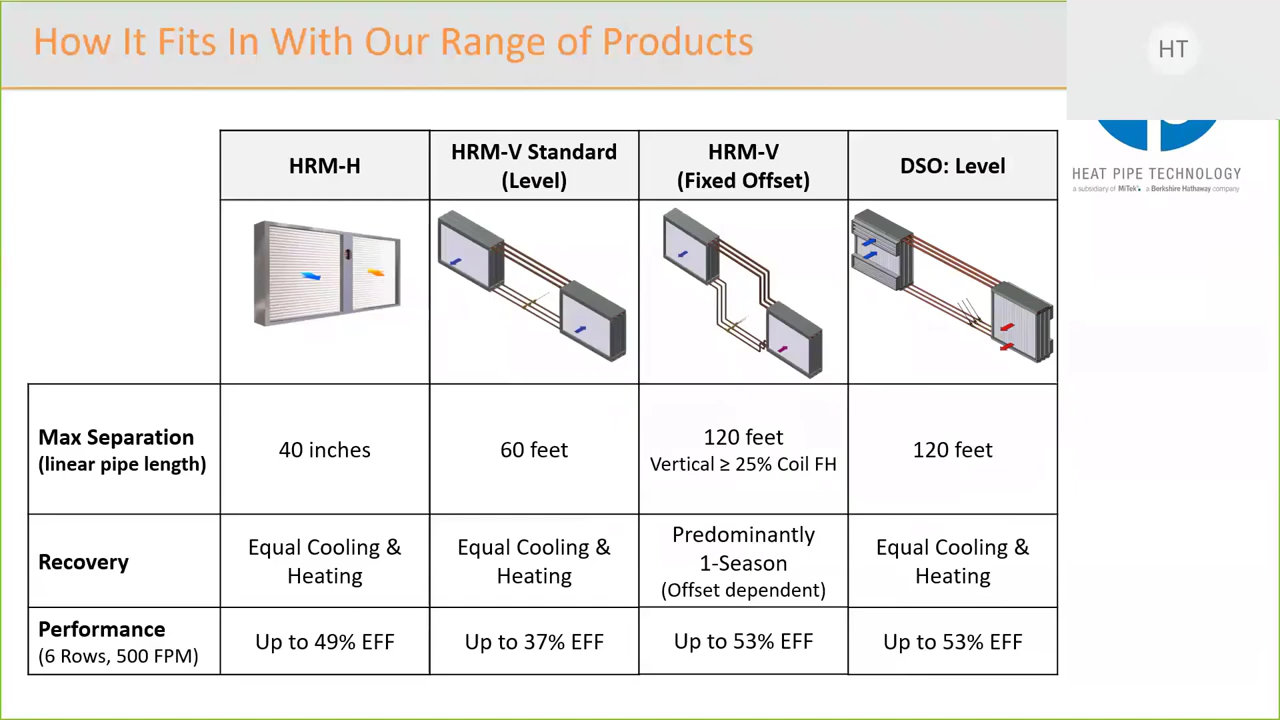 How It Fits In With Our Range of Products
HT
HEAT PIPE TECHNOLOGY
a subsidiary of MiTek® a Berkshire Hathaway company
HRM-H
HRM-V Standard
(Level)
HRM-V
(Fixed Offset)
DSO: Level
Max Separation
(linear pipe length)
40 inches
60 feet
120 feet
Vertical ≥ 25% Coil FH
120 feet
Recovery
Equal Cooling &
Heating
Equal Cooling &
Heating
Predominantly
1-Season
(Offset dependent)
Equal Cooling &
Heating
Performance
(6 Rows, 500 FPM)
Up to 49% EFF
Up to 37% EFF
Up to 53% EFF
Up to 53% EFF